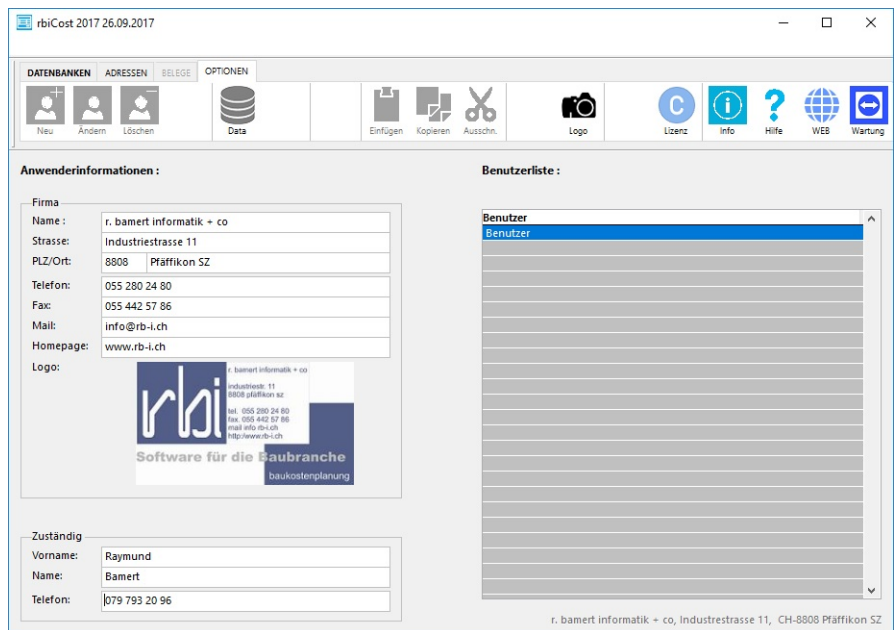 rbiCost 2017 26.09.2017
DATENBANKEN ADRESSEN BELEGE OPTIONEN
Neu Ändern Löschen Data Einfügen Kopieren Ausschn. Logo Lizenz Info Hilfe WEB Wartung
Anwenderinformationen :
Firma
Name : r. bamert informatik + co
Strasse: Industriestrasse 11
PLZ/Ort: 8808 Pfäffikon SZ
Telefon: 055 280 24 80
Fax: 055 442 57 86
Mail: info@rb-i.ch
Homepage: www.rb-i.ch
Logo:
rbi
r. bamert informatik + co
industriestr. 11
8808 pfäffikon sz
tel. 055 280 24 80
fax. 055 442 57 86
mail info rb-i.ch
http:/www.rb-i.ch
Software für die Baubranche
baukostenplanung
Zuständig
Vorname: Raymund
Name: Bamert
Telefon: 079 793 20 96
Benutzerliste :
Benutzer
Benutzer
r. bamert informatik + co, Industrestrasse 11, CH-8808 Pfäffikon SZ